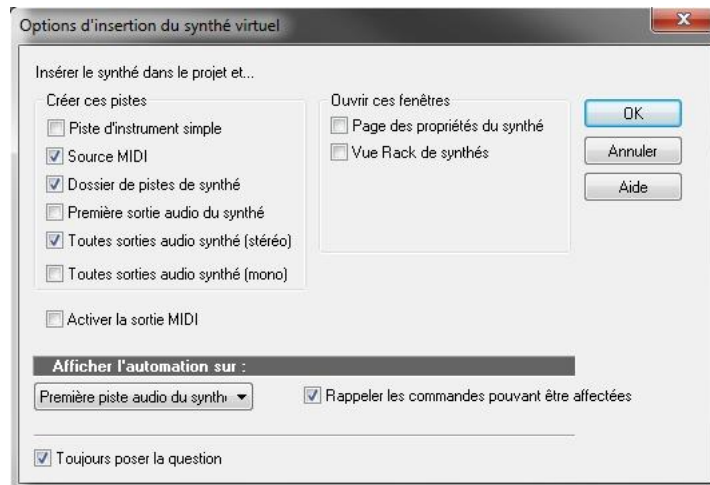 Options d'insertion du synthé virtuel
Insérer le synthé dans le projet et...
Créer ces pistes
Piste d'instrument simple
Source MIDI
Dossier de pistes de synthé
Première sortie audio du synthé
Toutes sorties audio synthé (stéréo)
Toutes sorties audio synthé (mono)
Ouvrir ces fenêtres
Page des propriétés du synthé
Vue Rack de synthés
OK
Annuler
Aide
Activer la sortie MIDI
Afficher l'automation sur :
Première piste audio du synth
Rappeler les commandes pouvant être affectées
Toujours poser la question